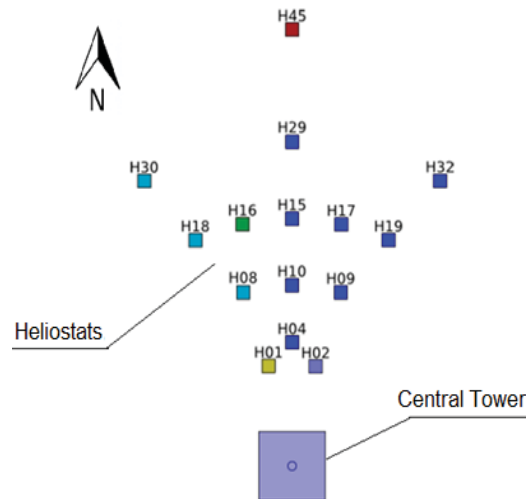 H45
N
H29
H30
H32
H16
H15
H17
H18
H19
H08
H10
H09
Heliostats
H04
H01
H02
Central Tower